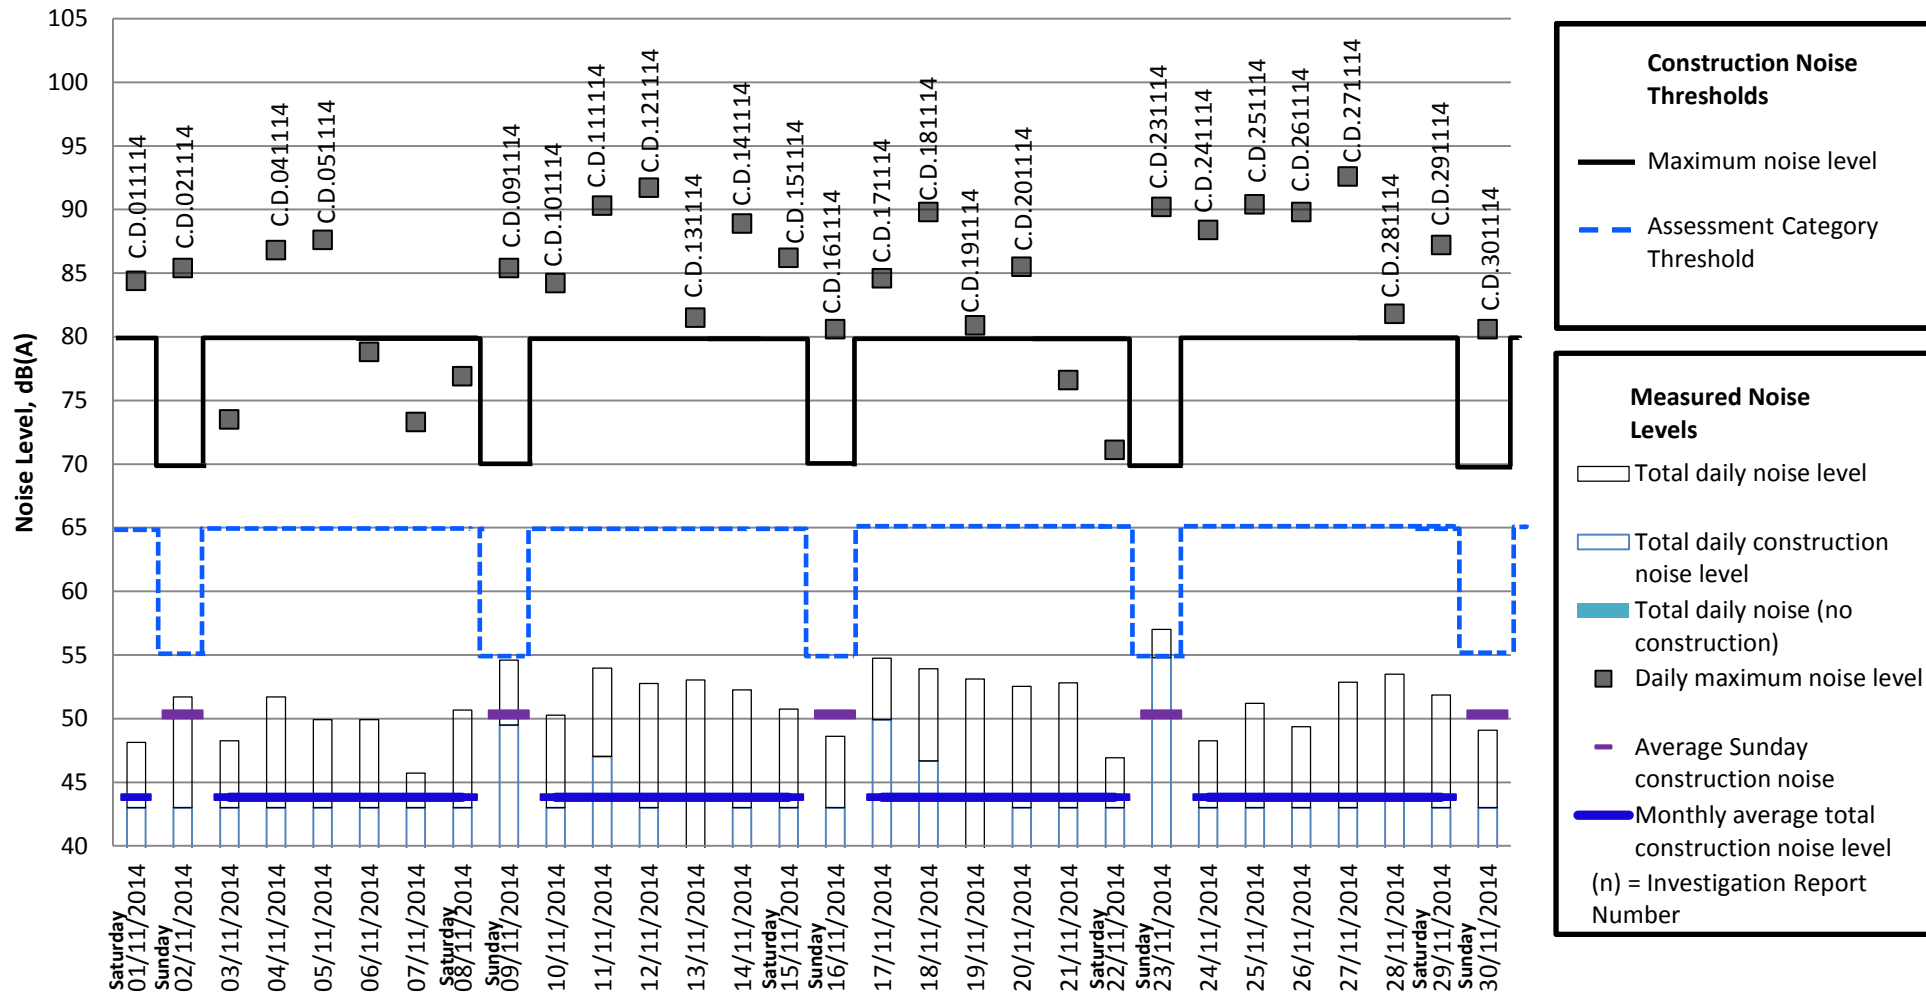 105
100
95
90
85
80
75
70
65
60
55
50
45
40
Noise Level, dB(A)
C.D.011114
C.D.021114
C.D.041114
C.D.051114
C.D.091114
C.D.101114
C.D.111114
C.D.121114
C.D.131114
C.D.141114
C.D.151114
C.D.161114
C.D.171114
C.D.181114
C.D.191114
C.D.201114
C.D.231114
C.D.241114
C.D.251114
C.D.261114
C.D.271114
C.D.281114
C.D.291114
C.D.301114
Saturday
01/11/2014
Sunday
02/11/2014
03/11/2014
04/11/2014
05/11/2014
06/11/2014
07/11/2014
Saturday
08/11/2014
Sunday
09/11/2014
10/11/2014
11/11/2014
12/11/2014
13/11/2014
14/11/2014
Saturday
15/11/2014
Sunday
16/11/2014
17/11/2014
18/11/2014
19/11/2014
20/11/2014
21/11/2014
Saturday
22/11/2014
Sunday
23/11/2014
24/11/2014
25/11/2014
26/11/2014
27/11/2014
28/11/2014
Saturday
29/11/2014
Sunday
30/11/2014
Construction Noise
Thresholds
Maximum noise level
Assessment Category
Threshold
Measured Noise
Levels
Total daily noise level
Total daily construction
noise level
Total daily noise (no
construction)
Daily maximum noise level
Average Sunday
construction noise
Monthly average total
construction noise level
(n) = Investigation Report
Number